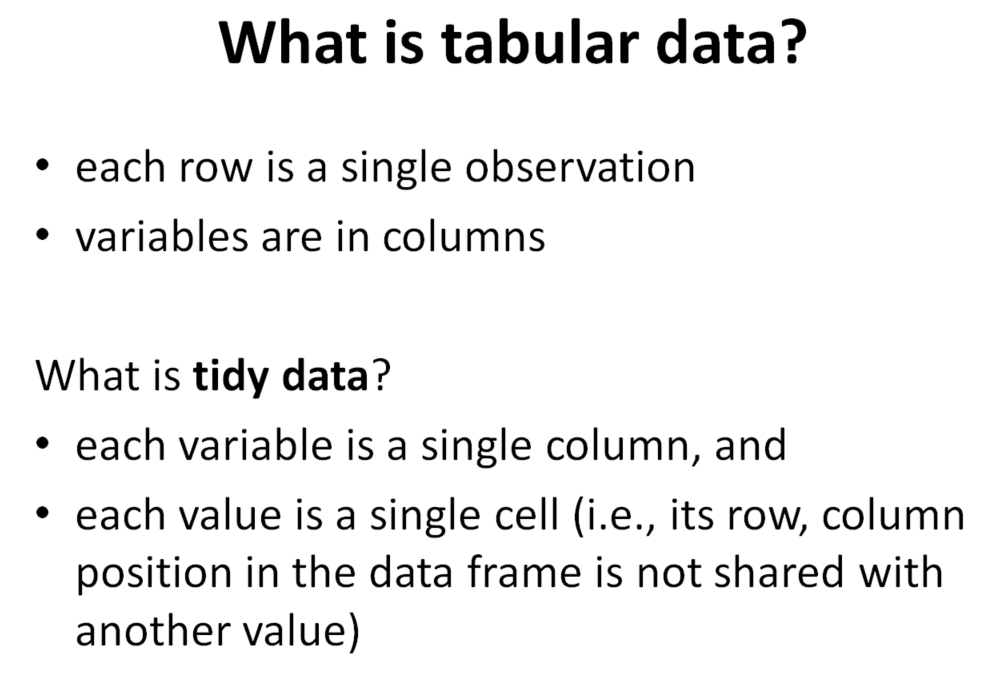 What is tabular data?
• each row is a single observation
• variables are in columns
What is tidy data?
• each variable is a single column, and
• each value is a single cell (i.e., its row, column
position in the data frame is not shared with
another value)